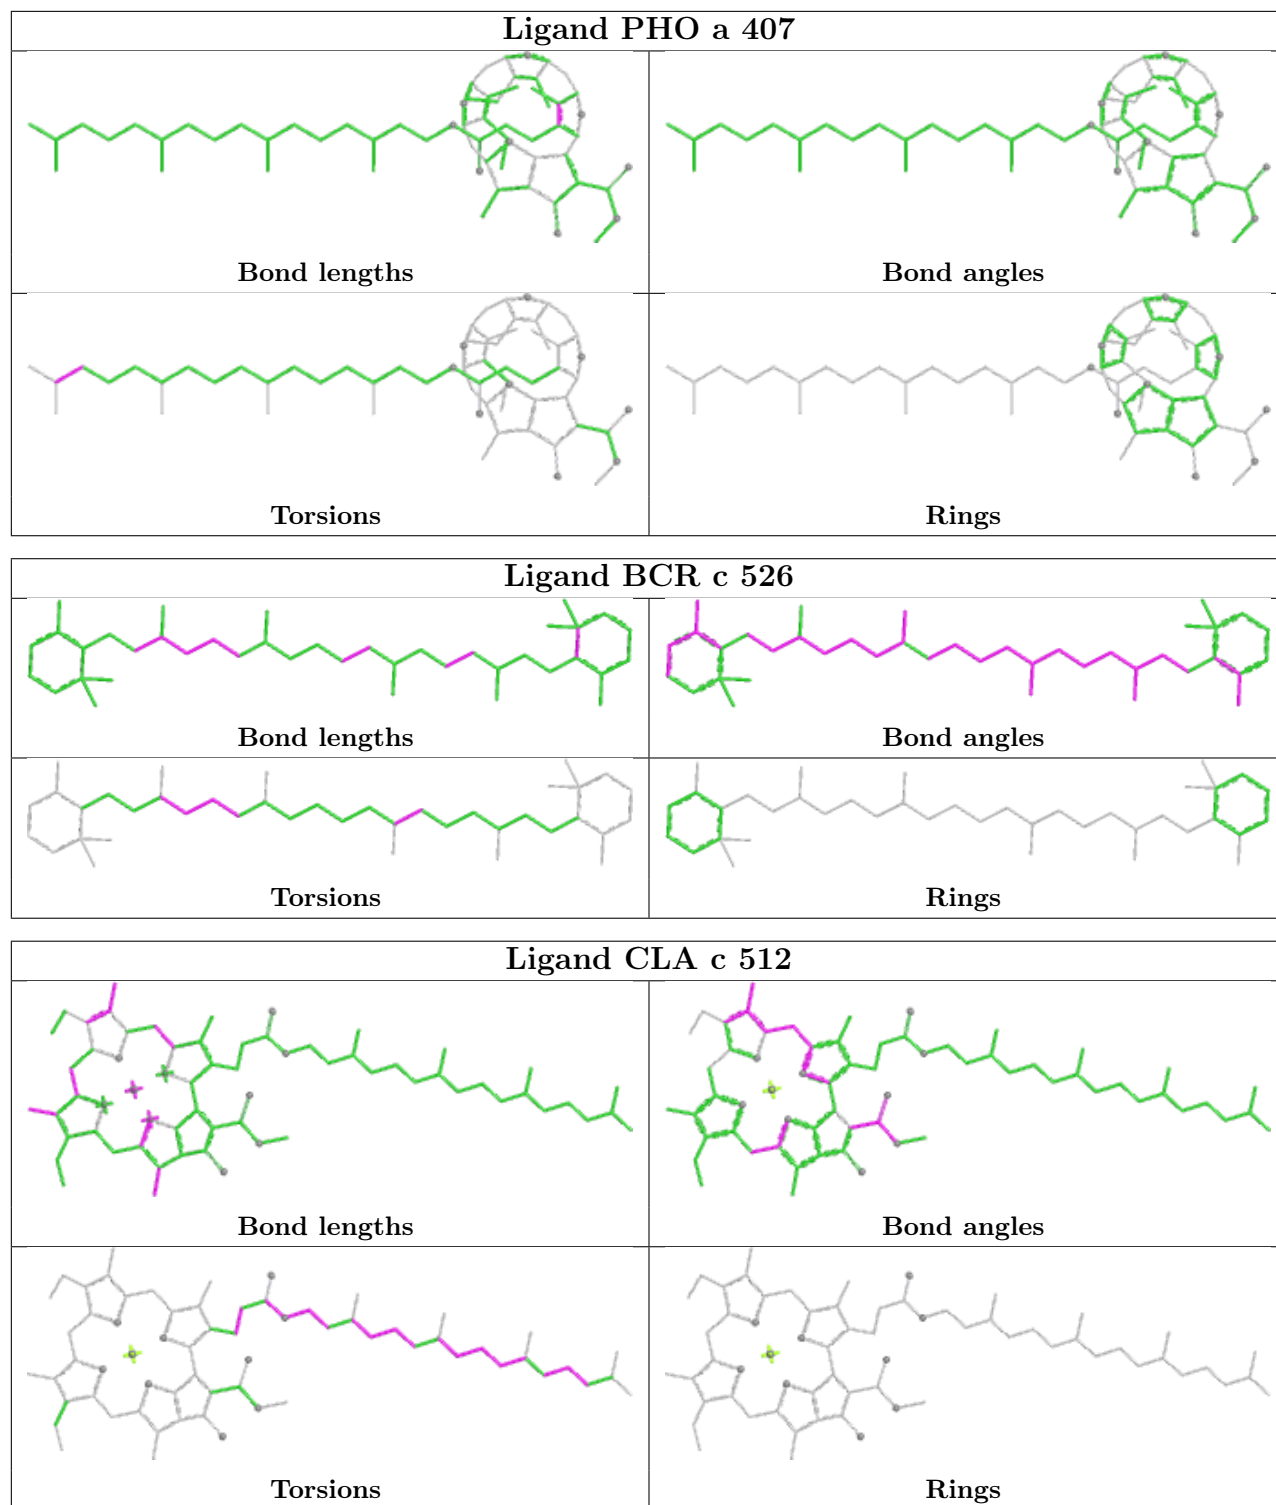 Ligand PHO a 407
Bond lengths
Bond angles
Torsions
Rings
Ligand BCR c 526
Bond lengths
Bond angles
Torsions
Rings
Ligand CLA c 512
Bond lengths
Bond angles
Torsions
Rings